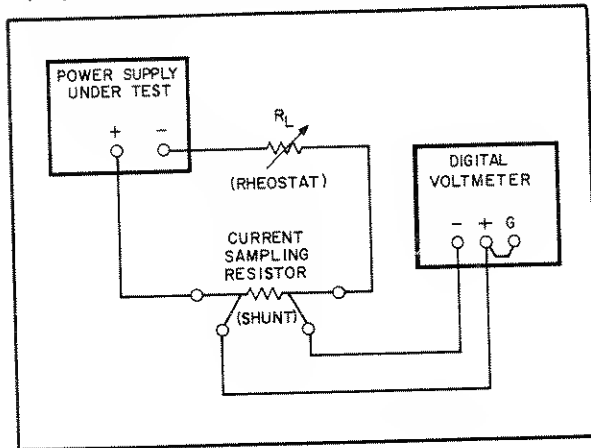 POWER SUPPLY
UNDER TEST
+ −
RL
(RHEOSTAT)
DIGITAL
VOLTMETER
− + G
CURRENT
SAMPLING
RESISTOR
(SHUNT)